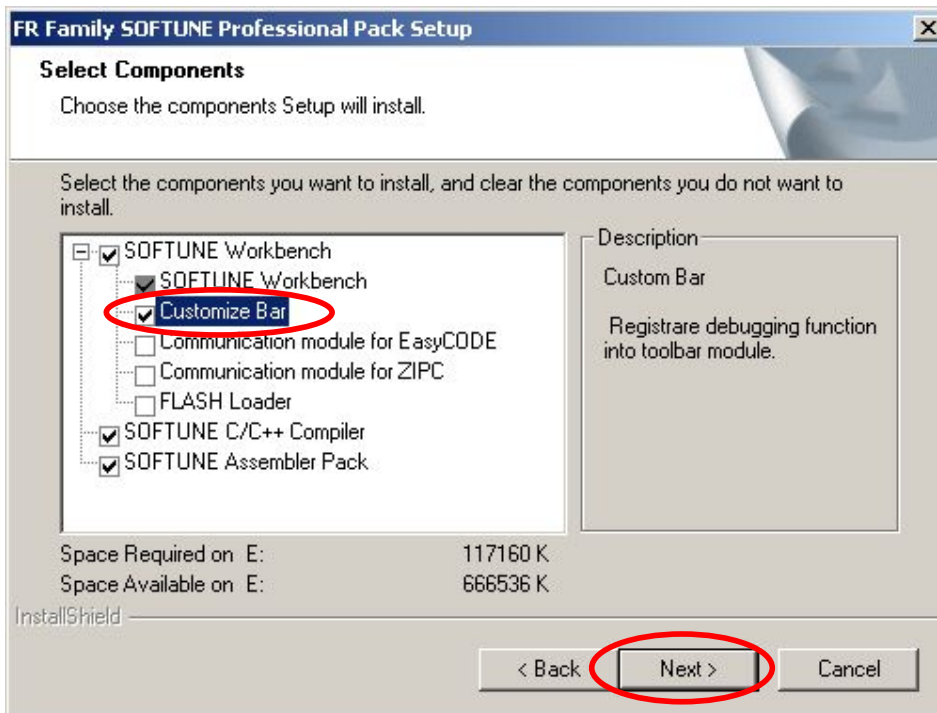 FR Family SOFTUNE Professional Pack Setup
Select Components
Choose the components Setup will install.
Select the components you want to install, and clear the components you do not want to
install.
SOFTUNE Workbench
SOFTUNE Workbench
Customize Bar
Communication module for EasyCODE
Communication module for ZIPC
FLASH Loader
SOFTUNE C/C++ Compiler
SOFTUNE Assembler Pack
Description
Custom Bar
Registrare debugging function
into toolbar module.
Space Required on E: 117160 K
Space Available on E: 666536 K
InstallShield
< Back Next > Cancel